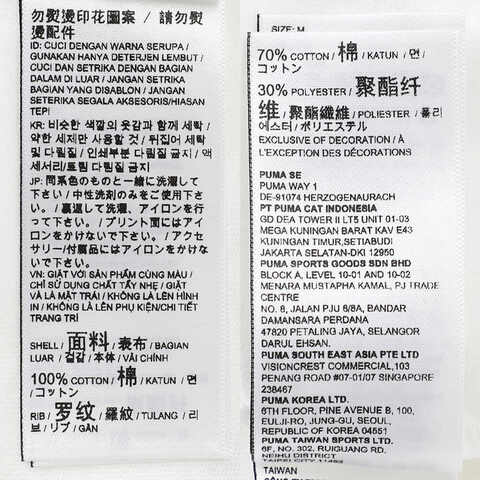 勿熨燙印花圖案 / 請勿熨
燙配件
ID: CUCI DENGAN WARNA SERUPA /
GUNAKAN HANYA DETERJEN LEMBUT /
CUCI DAN SETRIKA DENGAN BAGIAN
DALAM DI LUAR / JANGAN SETRIKA
BAGIAN YANG DISABLON / JANGAN
SETERIKA SEGALA AKSESORIS/HIASAN
TEPI
KR: 비슷한 색깔의 옷감과 함께 세탁 /
약한 세제만 사용할 것 / 뒤집어 세탁
및 다림질 / 인쇄부분 다림질 금지 / 액
세서리/트림 다림질 금지
JP: 同系色のものと一緒に洗濯して
下さい / 中性洗剤のみをご使用下さ
い。 / 裏返して洗濯、アイロンを行
って下さい。 / プリント面にはアイロ
ンをかけないで下さい。 / アクセ
サリー/付属品にはアイロンをかけな
いで下さい。
VN: GIẶT VỚI SẢN PHẨM CÙNG MÀU /
CHỈ SỬ DỤNG CHẤT TẨY NHẸ / GIẶT
VÀ LÀ MẶT TRÁI / KHÔNG LÀ LÊN HÌNH
IN / KHÔNG LÀ LÊN PHỤ KIỆN/CHI TIẾT
TRANG TRÍ
SHELL / 面料 / 表布 / BAGIAN
LUAR / 겉감 / 本体 / VẢI CHÍNH
100% COTTON / 棉 / KATUN / 면
/ コットン
RIB / 罗纹 / 羅紋 / TULANG / 리
브 / リブ / GÂN
SIZE: M
70% COTTON / 棉 / KATUN / 면 /
コットン
30% POLYESTER / 聚酯纤
维 / 聚酯纖維 / POLIESTER / 폴리
에스터 / ポリエステル
EXCLUSIVE OF DECORATION / À
L'EXCEPTION DES DÉCORATIONS
PUMA SE
PUMA WAY 1
DE-91074 HERZOGENAURACH
PT PUMA CAT INDONESIA
GD DEA TOWER II LT5 UNIT 01-03
MEGA KUNINGAN BARAT KAV E43
KUNINGAN TIMUR,SETIABUDI
JAKARTA SELATAN-DKI 12950
PUMA SPORTS GOODS SDN BHD
BLOCK A, LEVEL 10-01 AND 10-02
MENARA MUSTAPHA KAMAL, PJ TRADE
CENTRE
NO. 8, JALAN PJU 8/8A, BANDAR
DAMANSARA PERDANA
47820 PETALING JAYA, SELANGOR
DARUL EHSAN.
PUMA SOUTH EAST ASIA PTE LTD
VISIONCREST COMMERCIAL,103
PENANG ROAD #07-01/07 SINGAPORE
238467
PUMA KOREA LTD.
6TH FLOOR, PINE AVENUE B, 100,
EULJI-RO, JUNG-GU, SEOUL,
REPUBLIC OF KOREA 04551
PUMA TAIWAN SPORTS LTD.
6F, NO. 302, RUIGUANG RD.
NEIHU DISTRICT
TAIPEI CITY 11492
TAIWAN